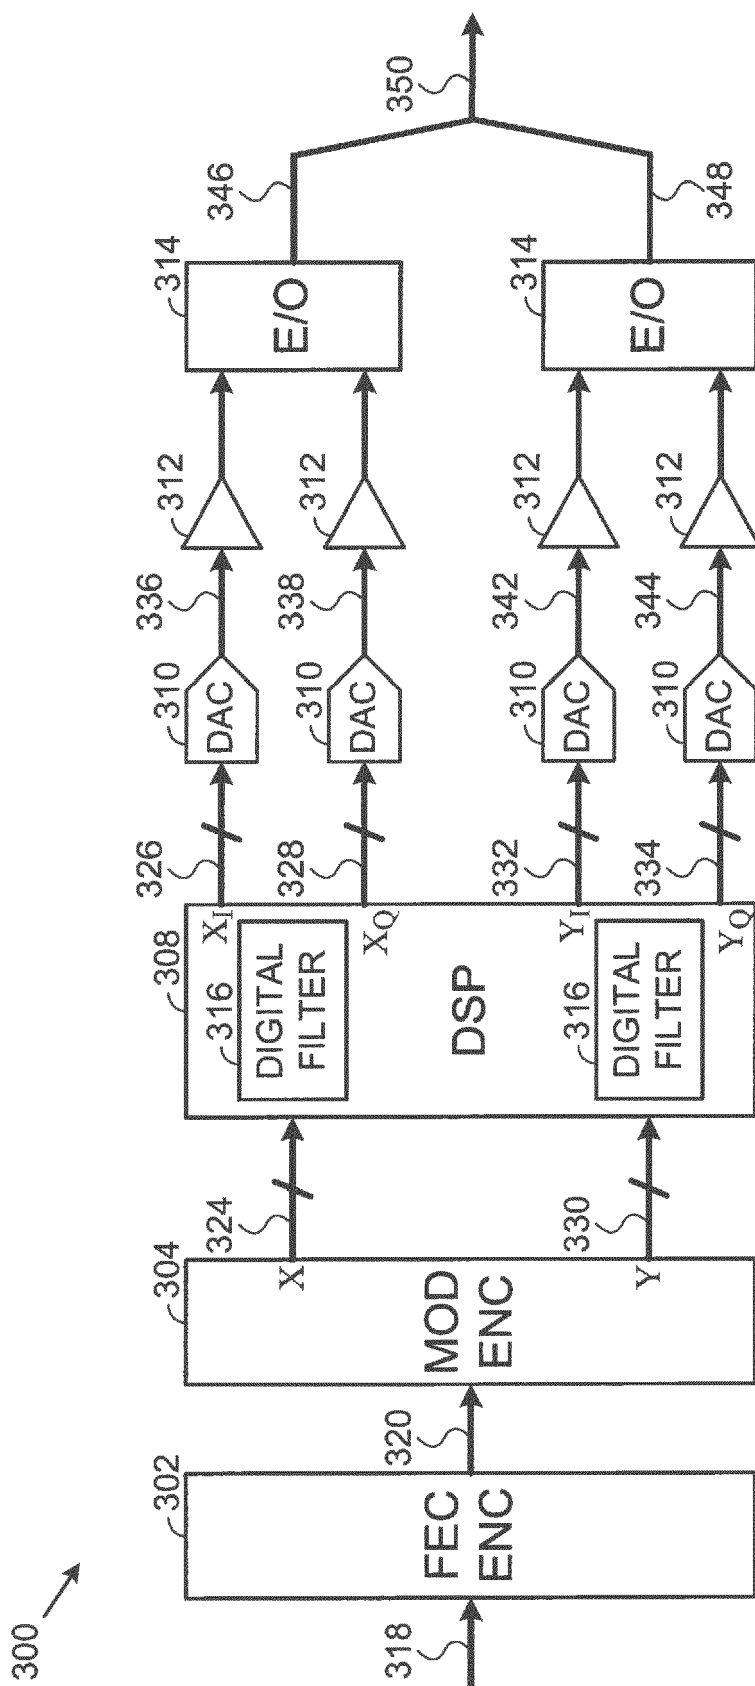 300
318
302
FEC
ENC
320
304
MOD
ENC
X
Y
324
330
308
DSP
316
DIGITAL
FILTER
316
DIGITAL
FILTER
X_I
X_Q
Y_I
Y_Q
326
328
332
334
310
DAC
310
DAC
310
DAC
310
DAC
336
338
342
344
312
312
312
312
314
E/O
314
E/O
346
348
350